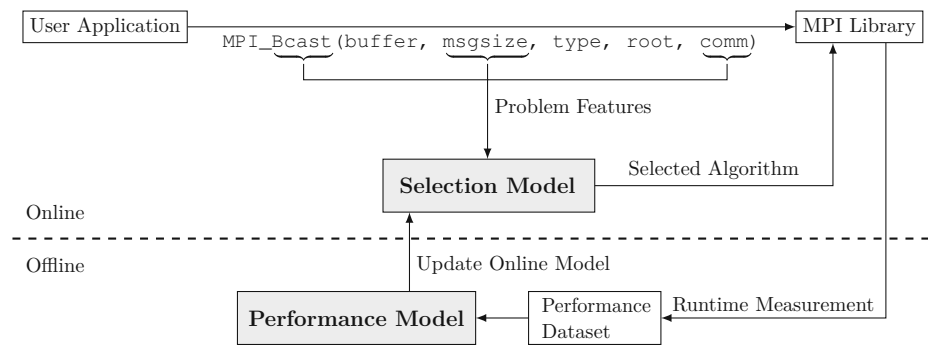 User Application
MPI Library
MPI_Bcast(buffer, msgsize, type, root, comm)
Problem Features
Selection Model
Selected Algorithm
Online
Offline
Update Online Model
Performance Model
Performance
Dataset
Runtime Measurement